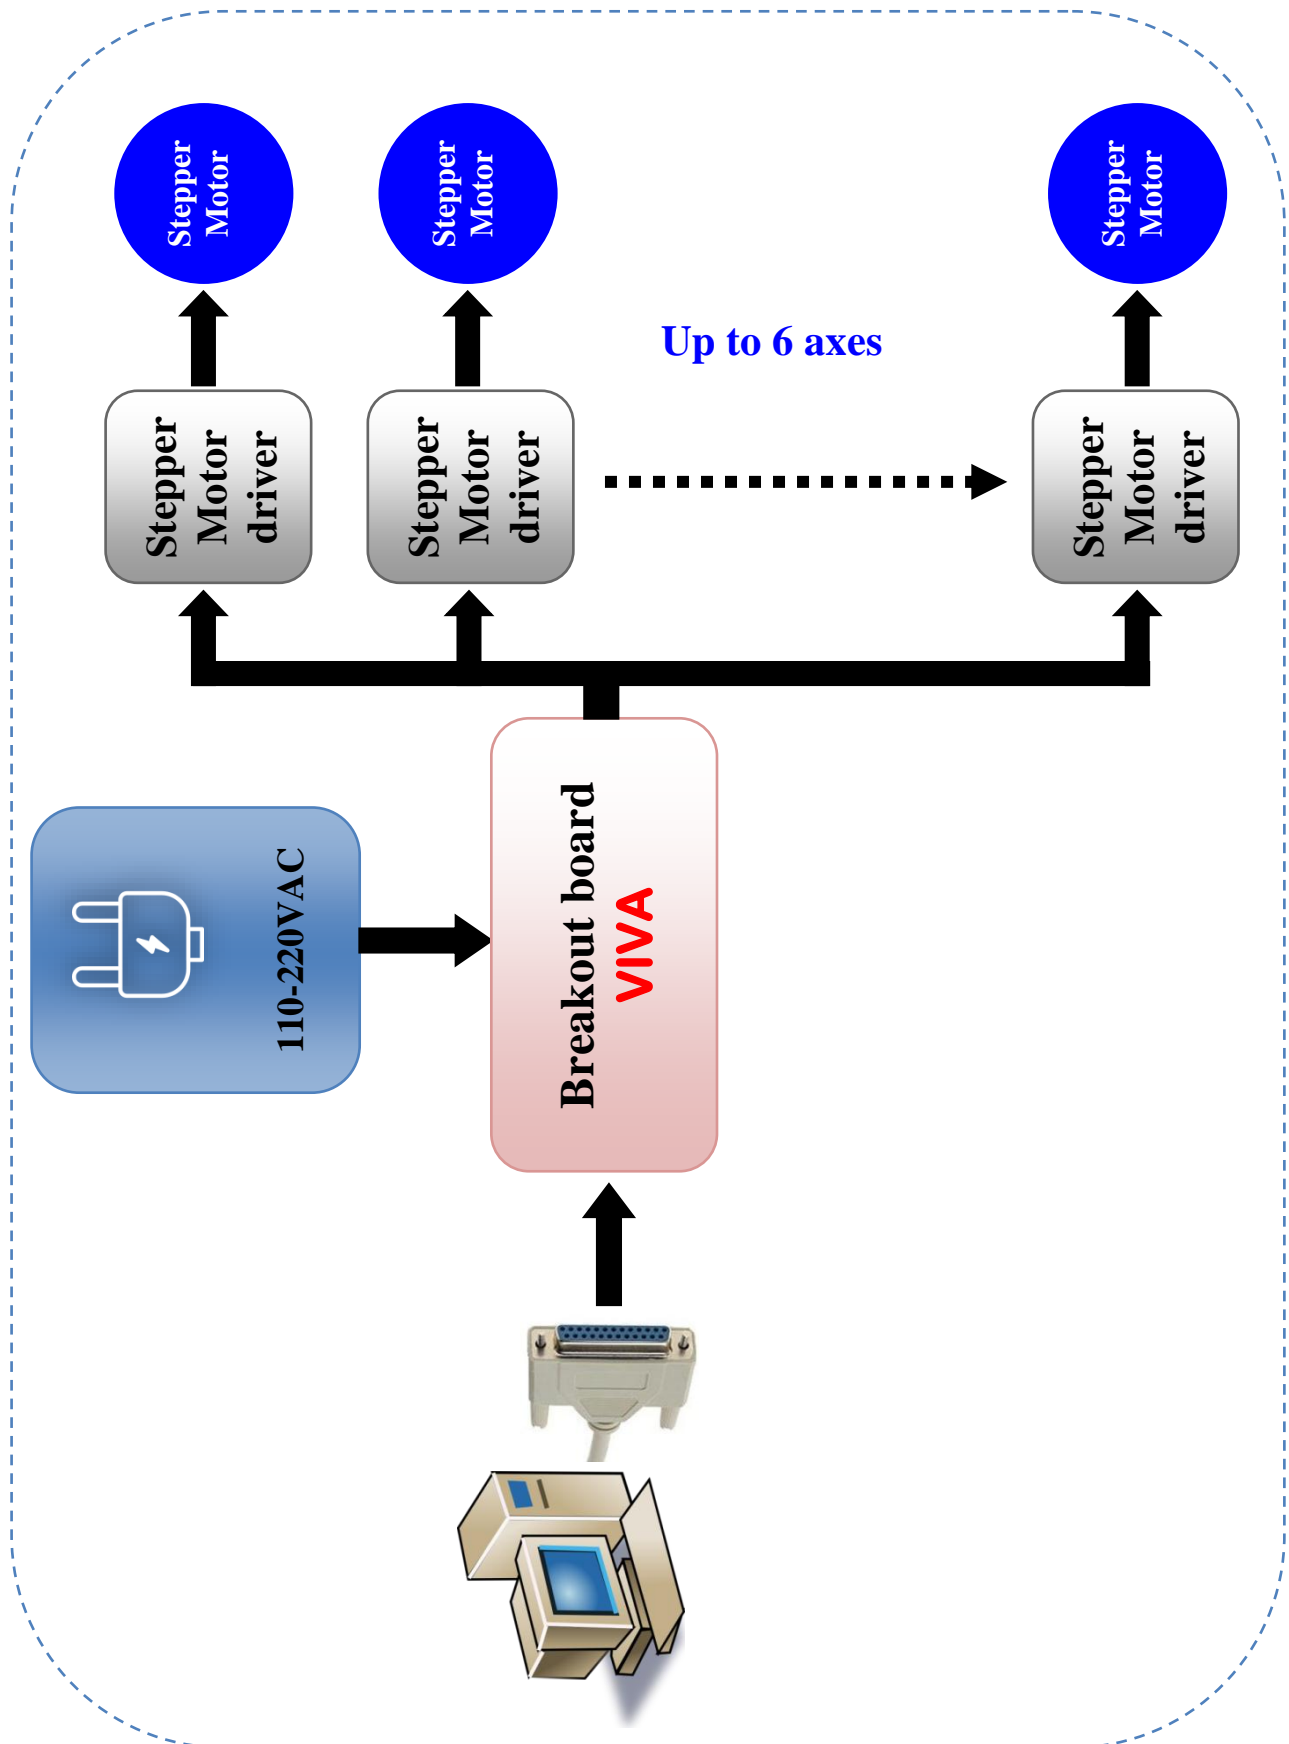 Stepper
Motor
Stepper
Motor
Stepper
Motor
Up to 6 axes
Stepper
Motor
driver
Stepper
Motor
driver
Stepper
Motor
driver
110-220VAC
Breakout board
VIVA